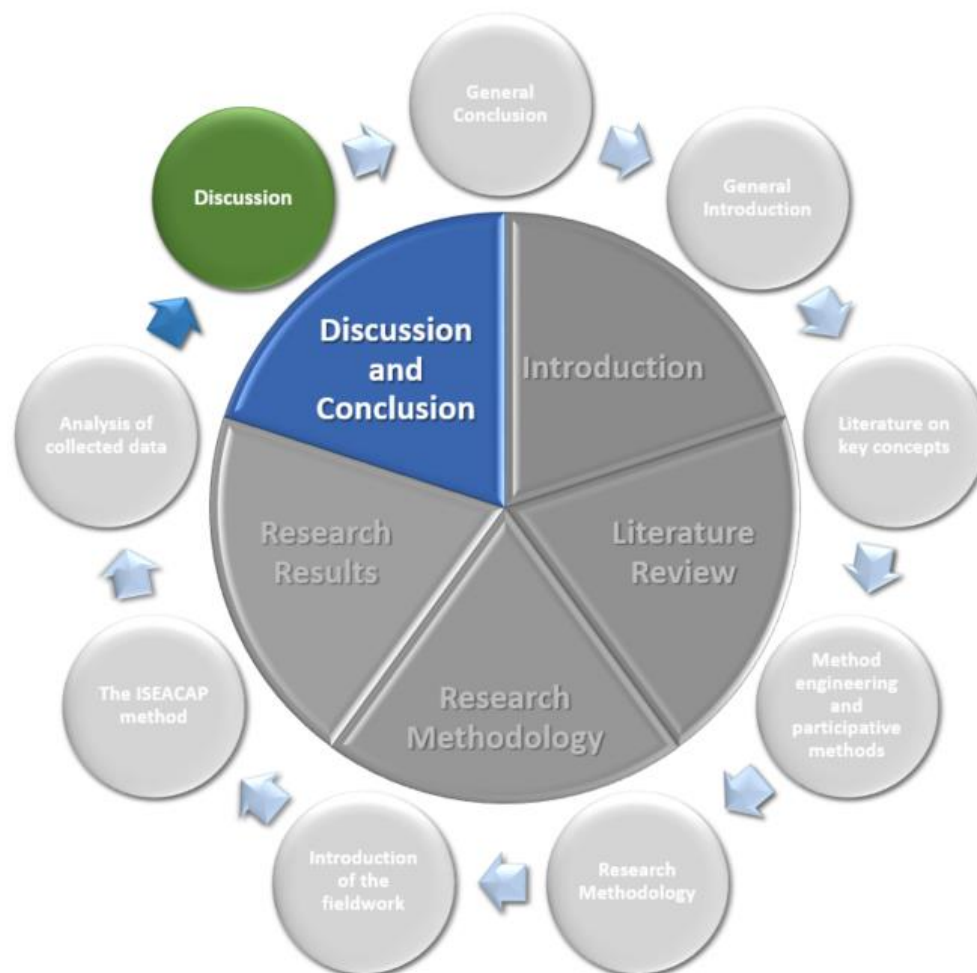 General
Conclusion
General
Introduction
Literature on
key concepts
Method
engineering
and
participative
methods
Research
Methodology
Introduction
of the
fieldwork
The ISEACAP
method
Analysis of
collected data
Discussion
Discussion
and
Conclusion
Introduction
Literature
Review
Research
Methodology
Research
Results